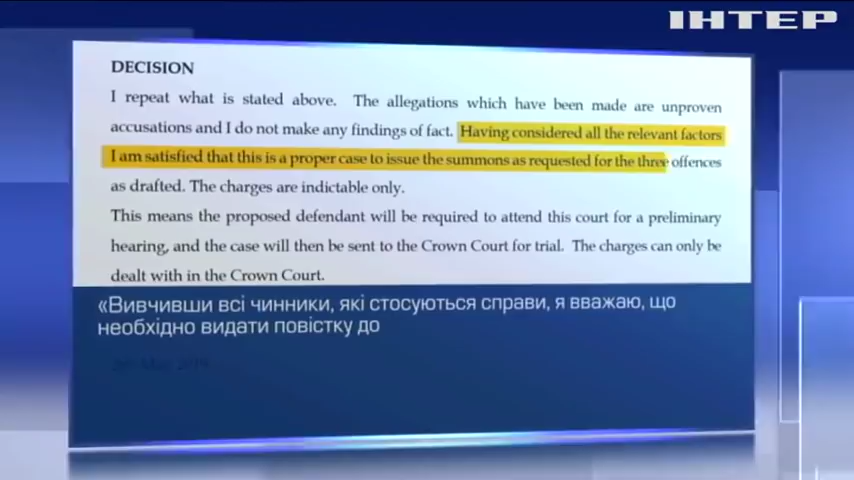 ІНТЕР
DECISION
I repeat what is stated above. The allegations which have been made are unproven
accusations and I do not make any findings of fact. Having considered all the relevant factors
I am satisfied that this is a proper case to issue the summons as requested for the three offences
as drafted. The charges are indictable only.
This means the proposed defendant will be required to attend this court for a preliminary
hearing, and the case will then be sent to the Crown Court for trial. The charges can only be
dealt with in the Crown Court.
«Вивчивши всі чинники, які стосуються справи, я вважаю, що
необхідно видати повістку до